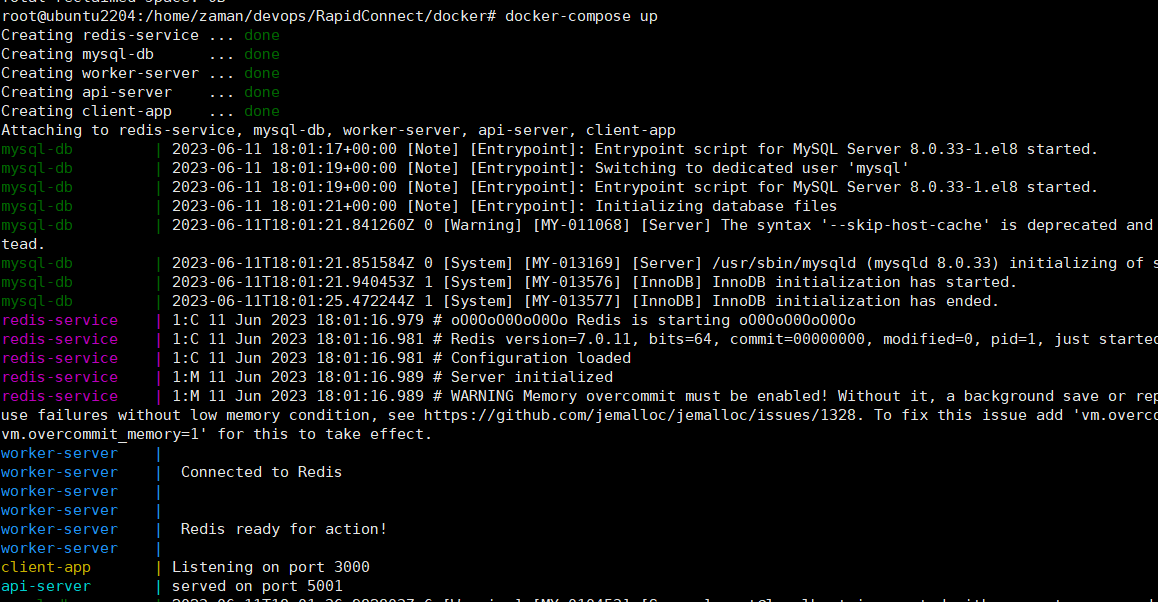 root@ubuntu2204:/home/zaman/devops/RapidConnect/docker# docker-compose up
Creating redis-service ... done
Creating mysql-db      ... done
Creating worker-server ... done
Creating api-server    ... done
Creating client-app    ... done
Attaching to redis-service, mysql-db, worker-server, api-server, client-app
mysql-db         | 2023-06-11 18:01:17+00:00 [Note] [Entrypoint]: Entrypoint script for MySQL Server 8.0.33-1.el8 started.
mysql-db         | 2023-06-11 18:01:19+00:00 [Note] [Entrypoint]: Switching to dedicated user 'mysql'
mysql-db         | 2023-06-11 18:01:19+00:00 [Note] [Entrypoint]: Entrypoint script for MySQL Server 8.0.33-1.el8 started.
mysql-db         | 2023-06-11 18:01:21+00:00 [Note] [Entrypoint]: Initializing database files
mysql-db         | 2023-06-11T18:01:21.841260Z 0 [Warning] [MY-011068] [Server] The syntax '--skip-host-cache' is deprecated and
tead.
mysql-db         | 2023-06-11T18:01:21.851584Z 0 [System] [MY-013169] [Server] /usr/sbin/mysqld (mysqld 8.0.33) initializing of s
mysql-db         | 2023-06-11T18:01:21.940453Z 1 [System] [MY-013576] [InnoDB] InnoDB initialization has started.
mysql-db         | 2023-06-11T18:01:25.472244Z 1 [System] [MY-013577] [InnoDB] InnoDB initialization has ended.
redis-service    | 1:C 11 Jun 2023 18:01:16.979 # oO0OoO0OoO0Oo Redis is starting oO0OoO0OoO0Oo
redis-service    | 1:C 11 Jun 2023 18:01:16.981 # Redis version=7.0.11, bits=64, commit=00000000, modified=0, pid=1, just started
redis-service    | 1:C 11 Jun 2023 18:01:16.981 # Configuration loaded
redis-service    | 1:M 11 Jun 2023 18:01:16.989 # Server initialized
redis-service    | 1:M 11 Jun 2023 18:01:16.989 # WARNING Memory overcommit must be enabled! Without it, a background save or rep
use failures without low memory condition, see https://github.com/jemalloc/jemalloc/issues/1328. To fix this issue add 'vm.overco
vm.overcommit_memory=1' for this to take effect.
worker-server    |
worker-server    |  Connected to Redis
worker-server    |
worker-server    |
worker-server    |  Redis ready for action!
worker-server    |
client-app       | Listening on port 3000
api-server       | served on port 5001